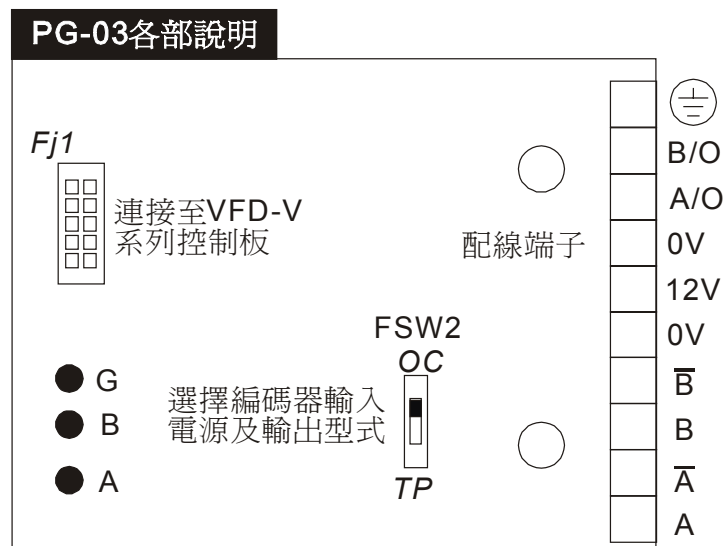 PG-03各部說明
Fj1
連接至VFD-V
系列控制板
配線端子
B/O
A/O
0V
12V
0V
B̅
B
A̅
A
FSW2
OC
選擇編碼器輸入
電源及輸出型式
TP
G
B
A